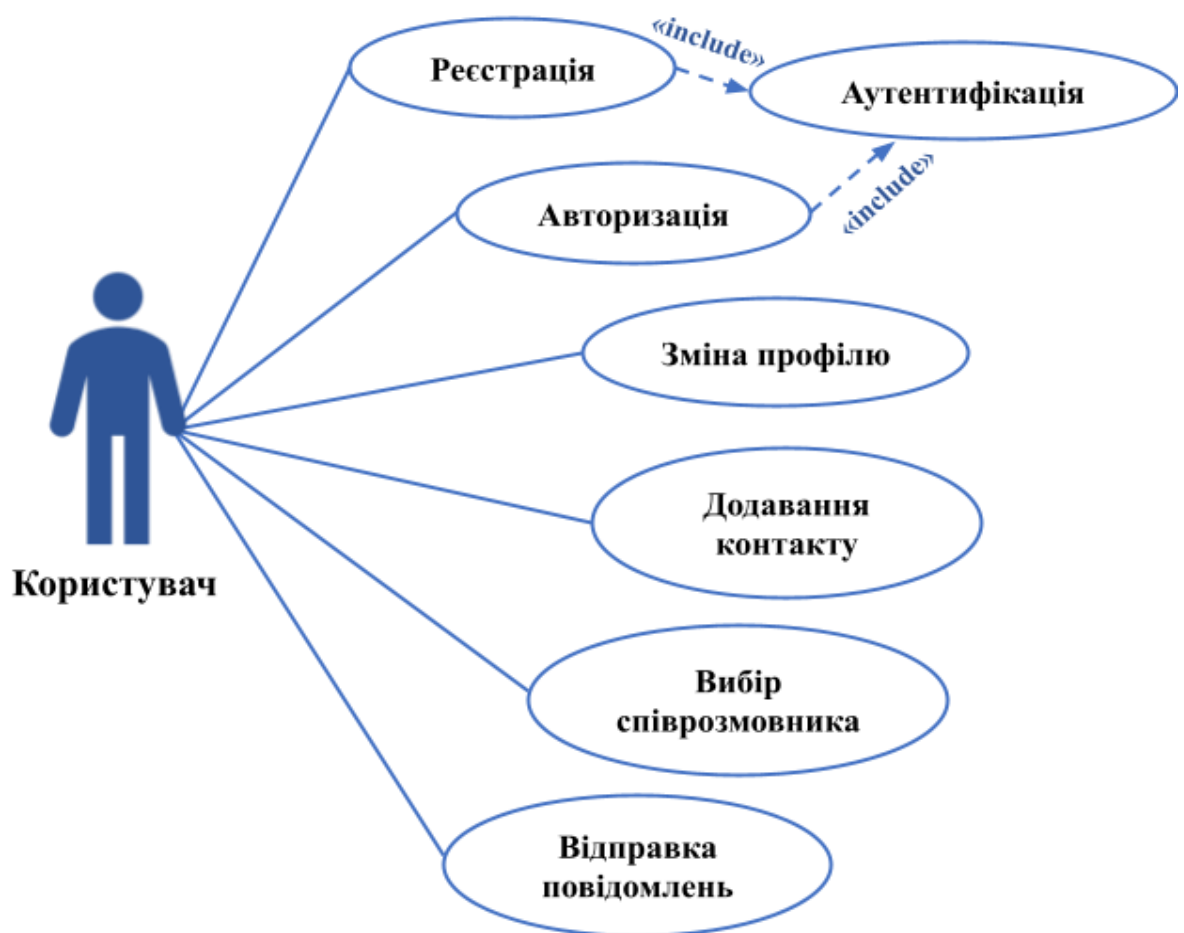 Реєстрація
«include»
Аутентифікація
Авторизація
«include»
Зміна профілю
Додавання
контакту
Користувач
Вибір
співрозмовника
Відправка
повідомлень